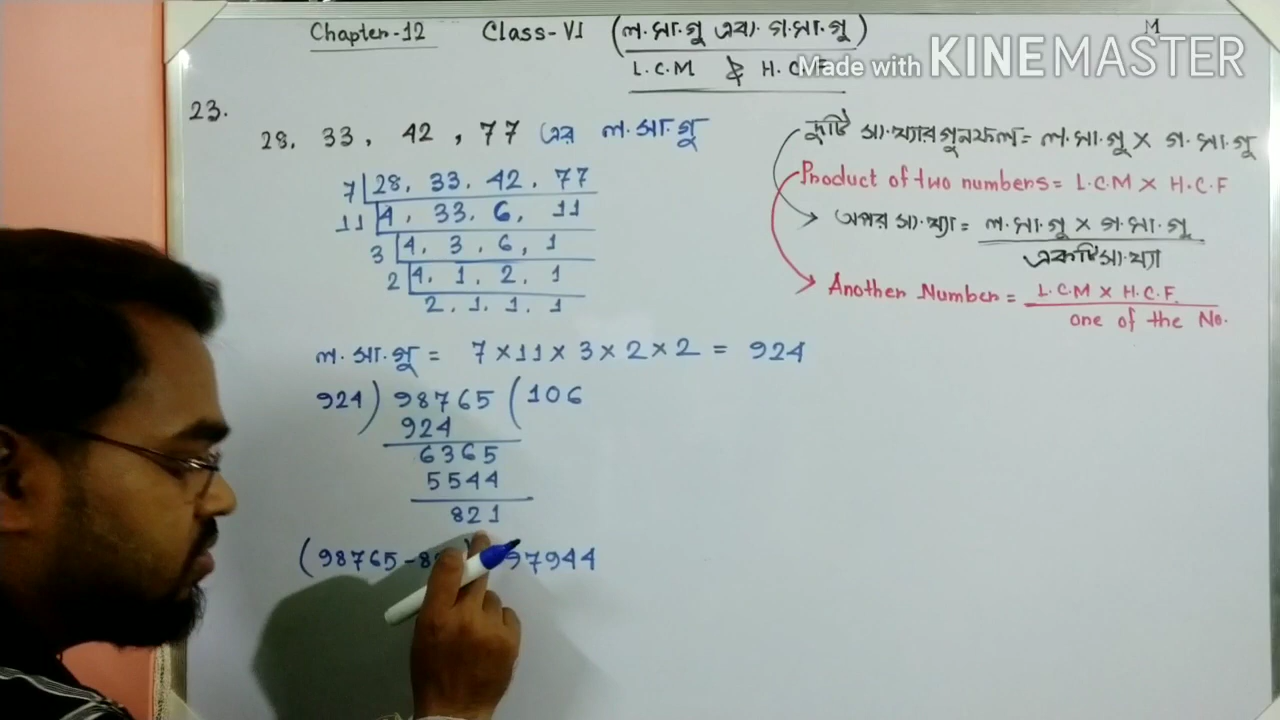 Chapter-12 Class-VI (ল.সা.গু এবং গ.সা.গু) M
L.C.M & H.C.F
Made with KINEMASTER
23.
28, 33, 42, 77 এর ল.সা.গু
7 28, 33, 42, 77
11 4, 33, 6, 11
3 4, 3, 6, 1
2 4, 1, 2, 1
2, 1, 1, 1
ল.সা.গু = 7×11×3×2×2 = 924
924) 98765 (106
924
6365
5544
821
(98765-8 97944
দুটি সংখ্যার গুনফল= ল.সা.গু × গ.সা.গু
Product of two numbers= L.C.M × H.C.F
অপর সংখ্যা= ল.সা.গু × গ.সা.গু
একটি সংখ্যা
Another Number= L.C.M × H.C.F.
one of the No.